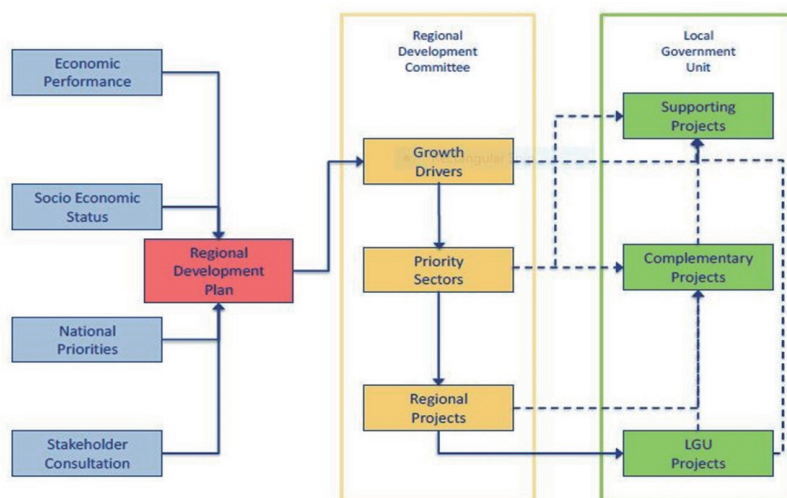 Economic
Performance
Socio Economic
Status
National
Priorities
Stakeholder
Consultation
Regional
Development
Plan
Regional
Development
Committee
Growth
Drivers
Priority
Sectors
Regional
Projects
Local
Government
Unit
Supporting
Projects
Complementary
Projects
LGU
Projects